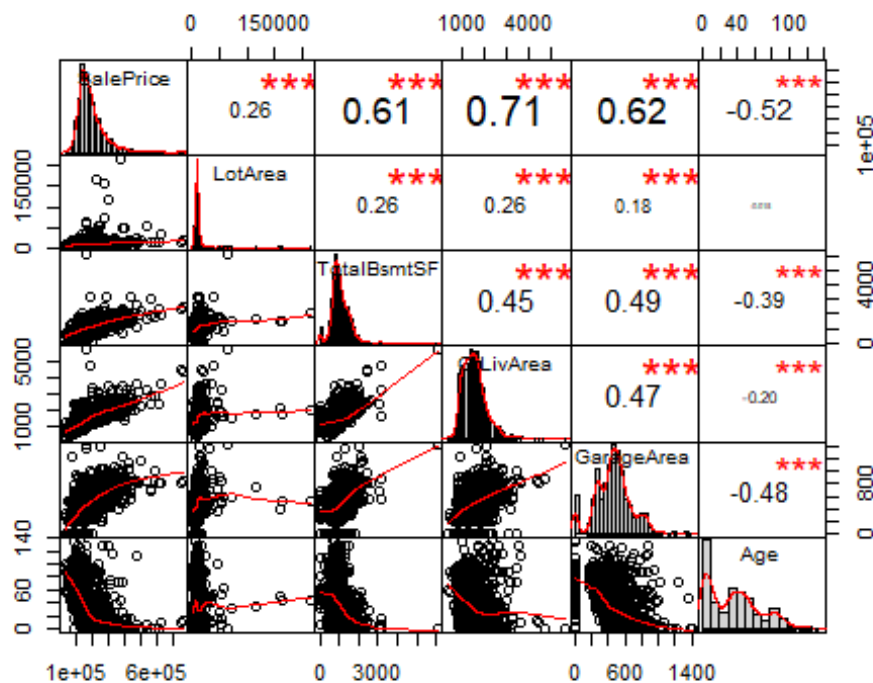 0 150000 1000 4000 0 40 100
SalePrice *** 0.26 *** 0.61 *** 0.71 *** 0.62 *** -0.52 1e+05
0 150000 LotArea *** 0.26 *** 0.26 *** 0.18
TotalBsmtSF *** 0.45 *** 0.49 *** -0.39 0 4000
1000 5000 LivArea *** 0.47 *** -0.20
GarageArea *** -0.48 0 800
0 60 140 Age
1e+05 6e+05 0 3000 0 600 1400